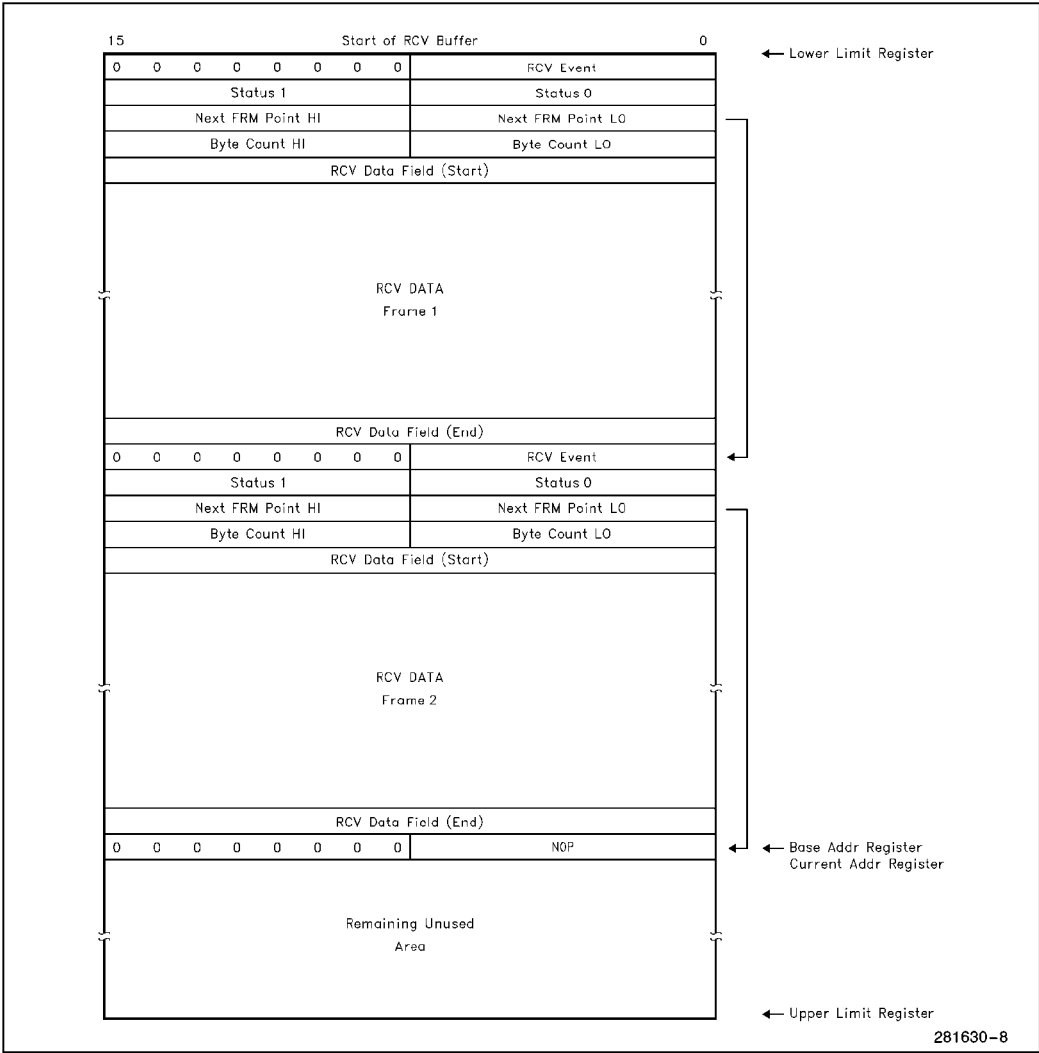 15 Start of RCV Buffer 0
← Lower Limit Register
0 0 0 0 0 0 0 0 RCV Event
Status 1 Status 0
Next FRM Point HI Next FRM Point LO
Byte Count HI Byte Count LO
RCV Data Field (Start)
RCV DATA
Frame 1
RCV Data Field (End)
0 0 0 0 0 0 0 0 RCV Event
Status 1 Status 0
Next FRM Point HI Next FRM Point LO
Byte Count HI Byte Count LO
RCV Data Field (Start)
RCV DATA
Frame 2
RCV Data Field (End)
0 0 0 0 0 0 0 0 NOP ← Base Addr Register
Current Addr Register
Remaining Unused
Area
← Upper Limit Register
281630-8